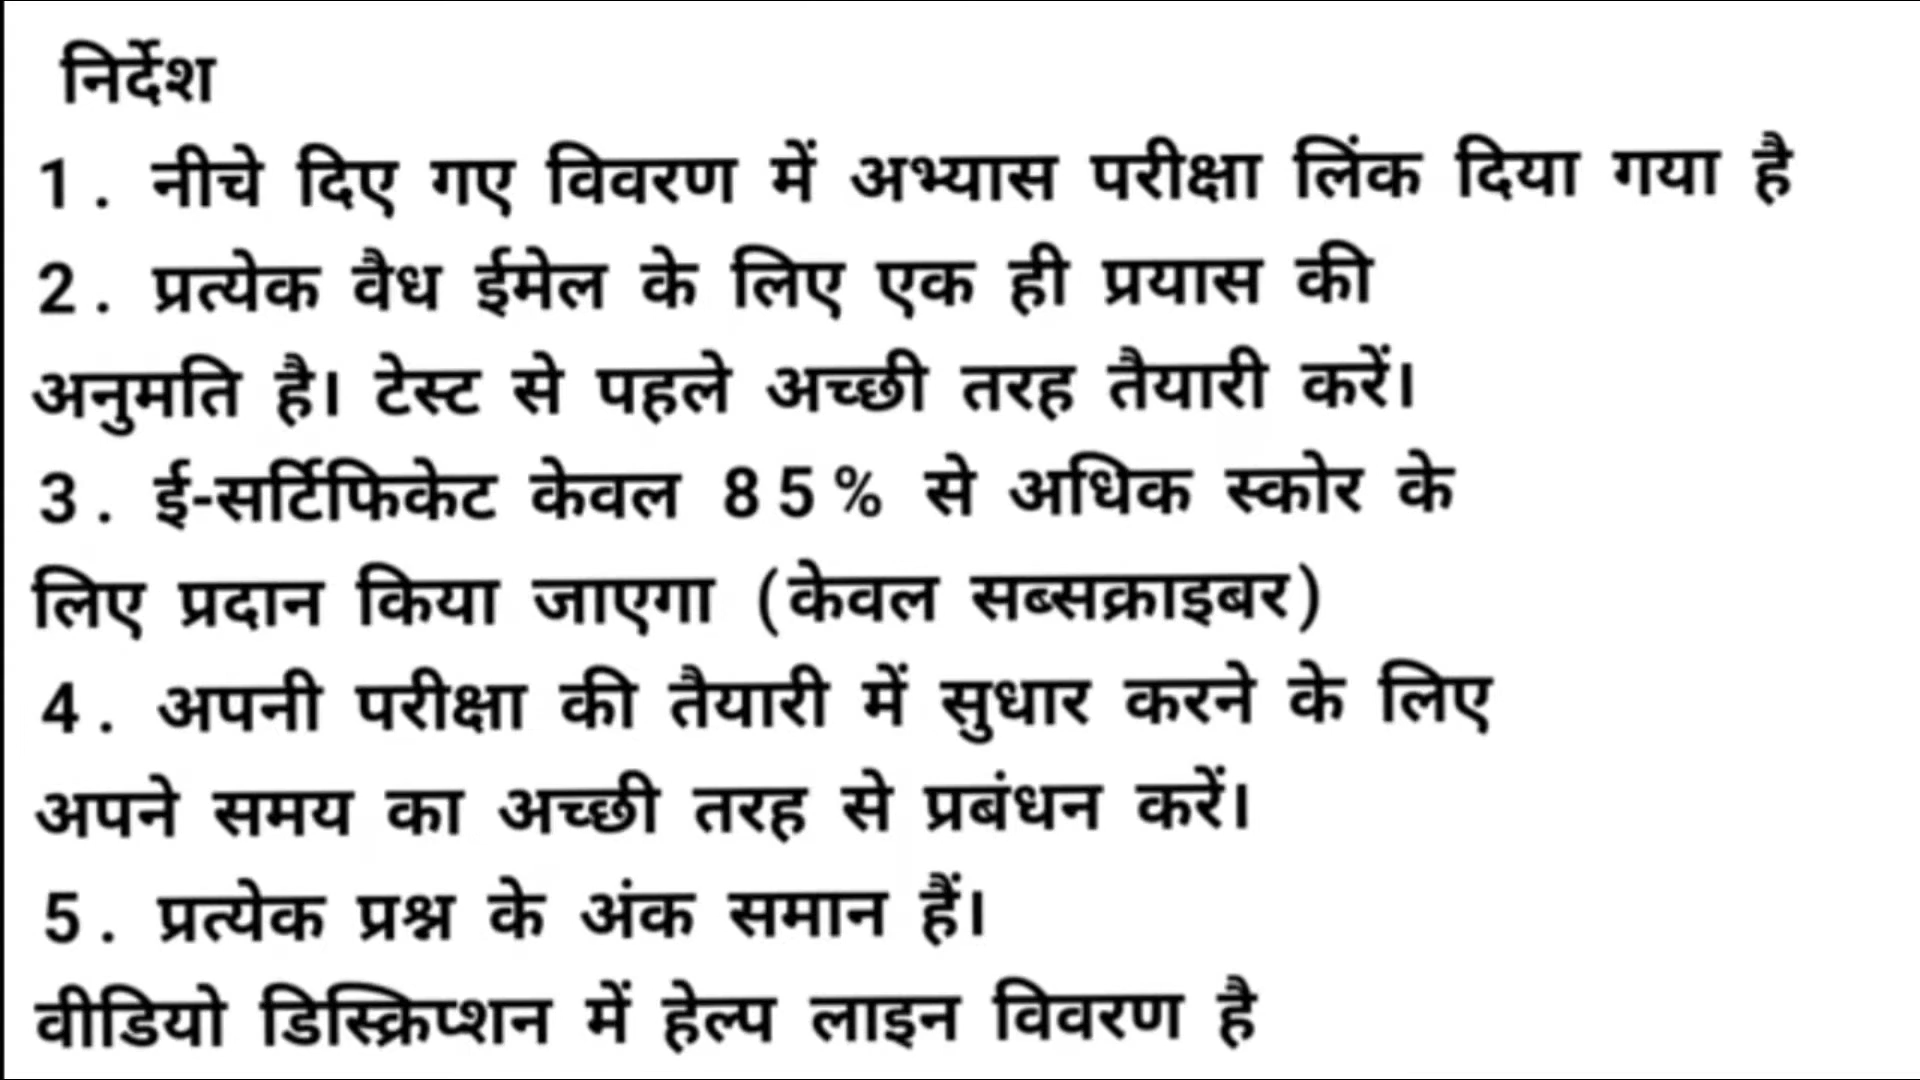 निर्देश
1. नीचे दिए गए विवरण में अभ्यास परीक्षा लिंक दिया गया है
2. प्रत्येक वैध ईमेल के लिए एक ही प्रयास की
अनुमति है। टेस्ट से पहले अच्छी तरह तैयारी करें।
3. ई-सर्टिफिकेट केवल 85% से अधिक स्कोर के
लिए प्रदान किया जाएगा (केवल सब्सक्राइबर)
4. अपनी परीक्षा की तैयारी में सुधार करने के लिए
अपने समय का अच्छी तरह से प्रबंधन करें।
5. प्रत्येक प्रश्न के अंक समान हैं।
वीडियो डिस्क्रिप्शन में हेल्प लाइन विवरण है